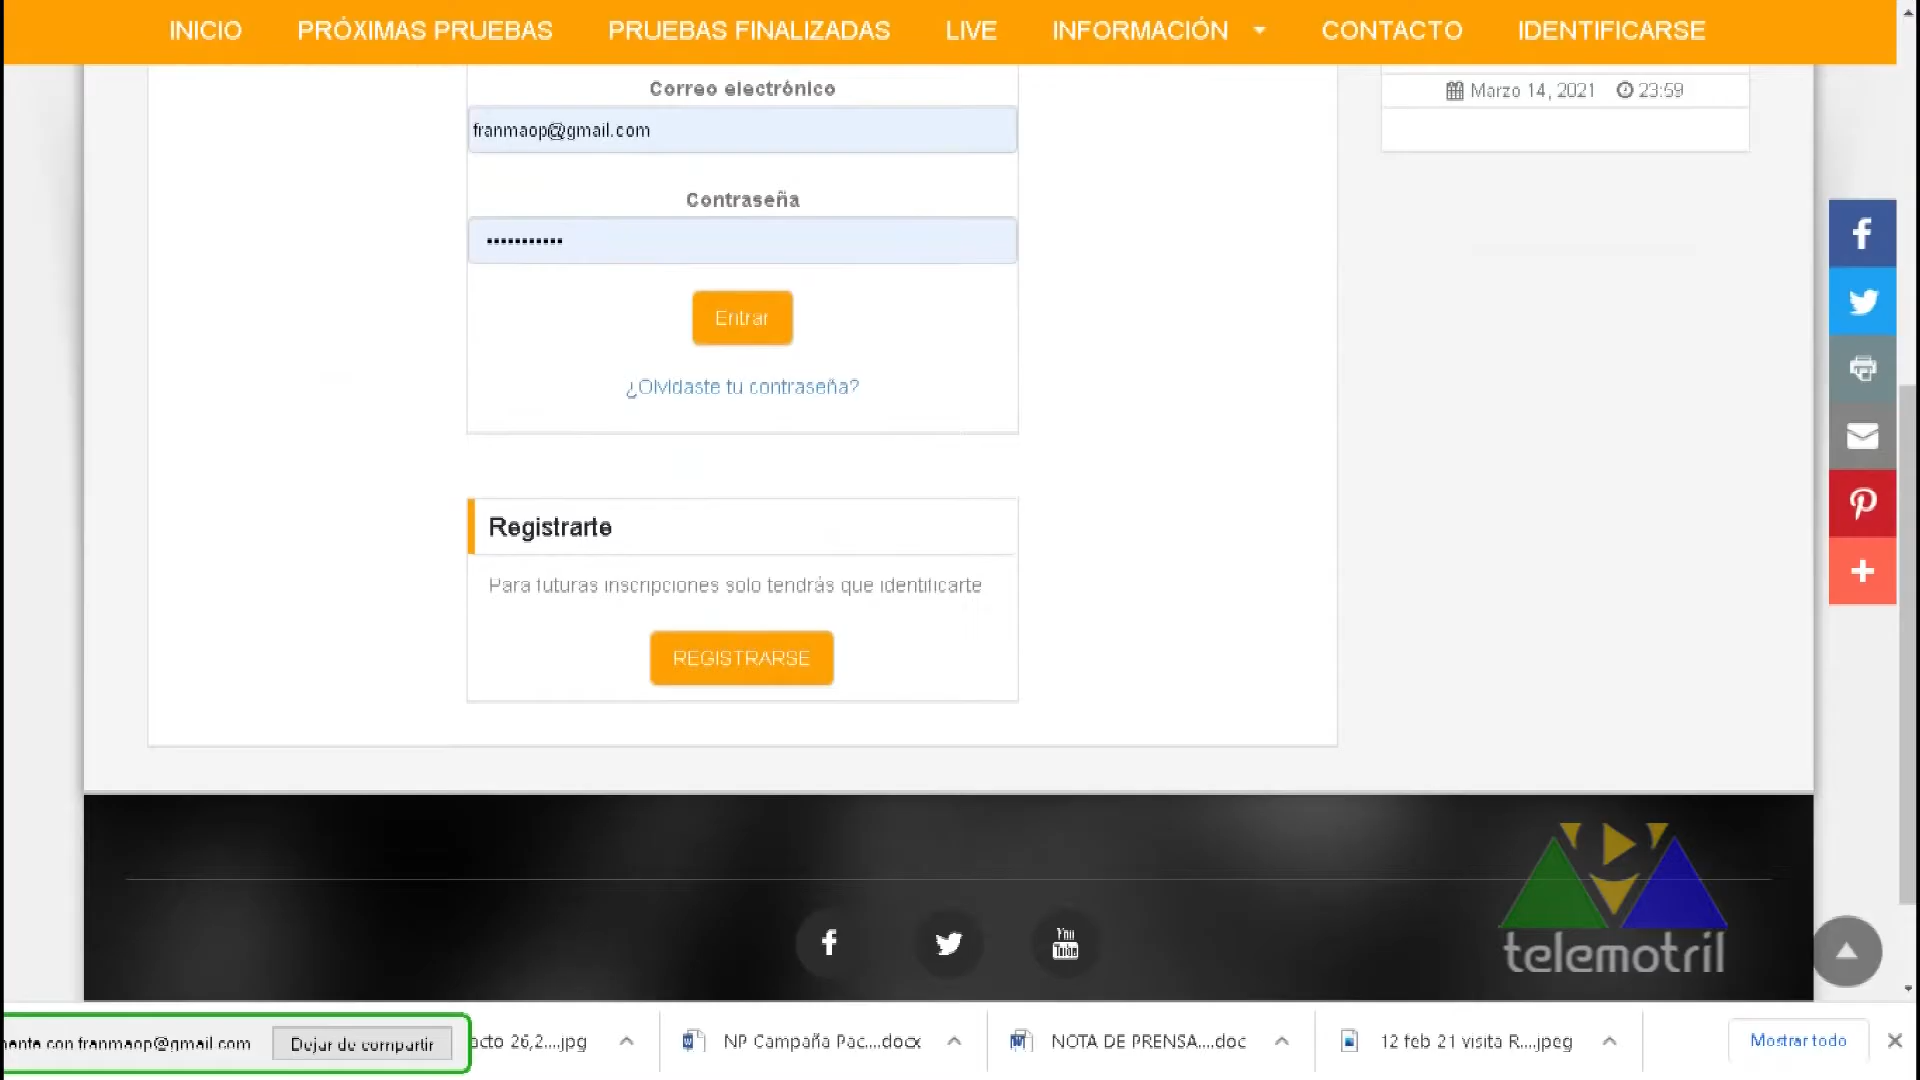 INICIO PRÓXIMAS PRUEBAS PRUEBAS FINALIZADAS LIVE INFORMACIÓN CONTACTO IDENTIFICARSE
Correo electrónico
Marzo 14, 2021 23:59
franmaop@gmail.com
Contraseña
•••••••••••
Entrar
¿Olvidaste tu contraseña?
Registrarte
Para futuras inscripciones solo tendrás que identificarte
REGISTRARSE
You
Tube
telemotril
con franmaop@gmail.com Dejar de compartir acto 26,2....jpg NP Campaña Pac....docx NOTA DE PRENSA....doc 12 feb 21 visita R....jpeg Mostrar todo